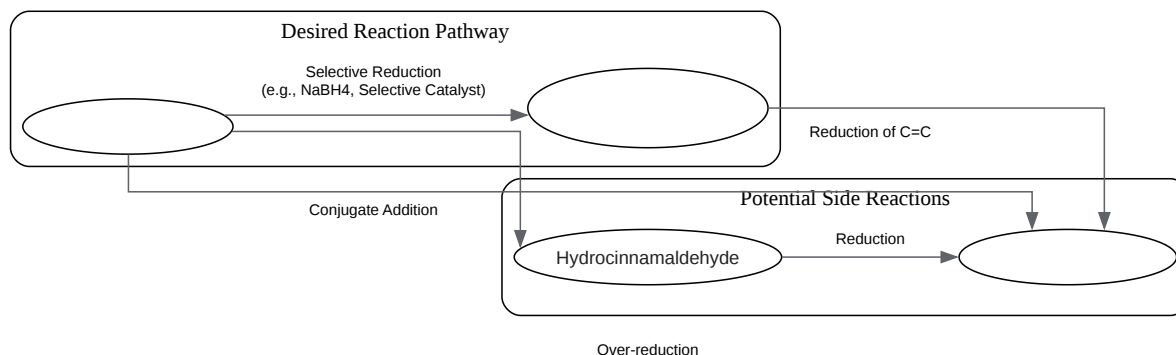 Desired Reaction Pathway
Selective Reduction
(e.g., NaBH4, Selective Catalyst)
Reduction of C=C
Potential Side Reactions
Conjugate Addition
Reduction
Hydrocinnamaldehyde
Over-reduction